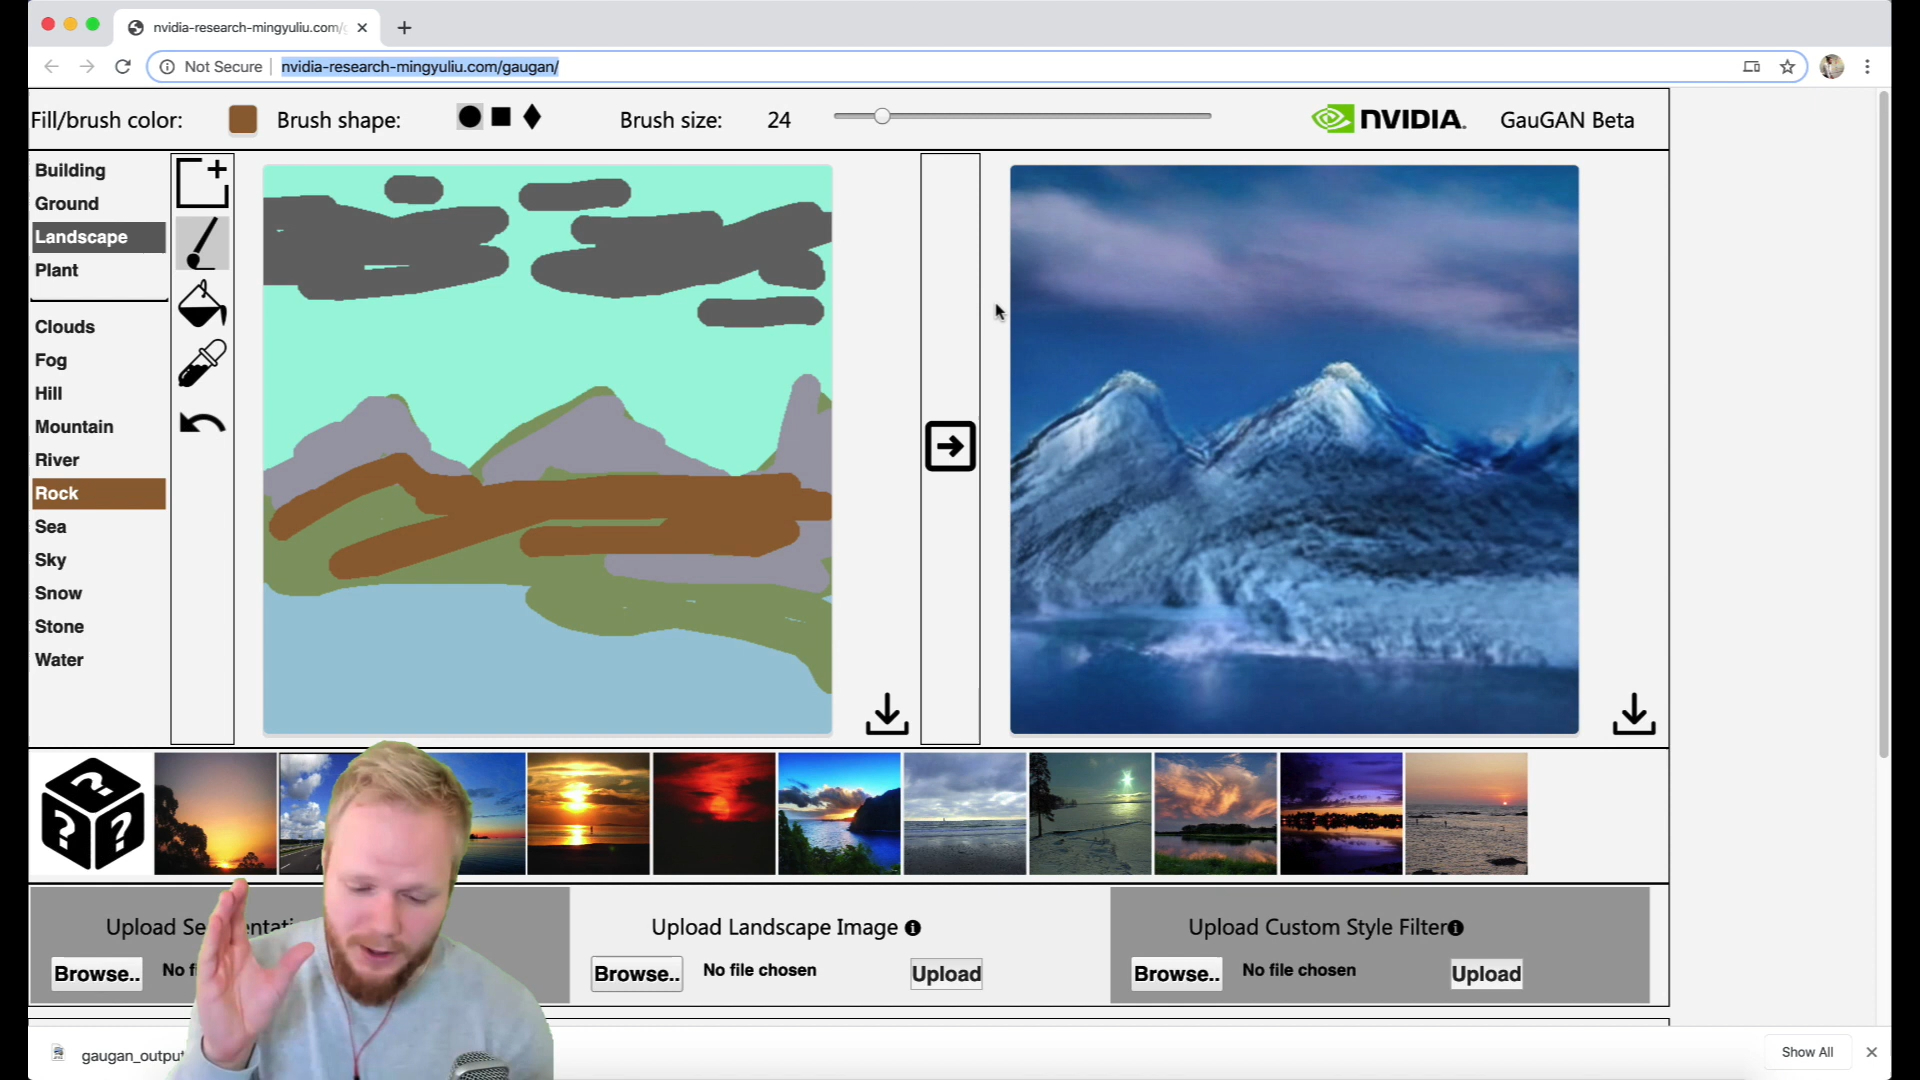 nvidia-research-mingyuliu.com/
Not Secure nvidia-research-mingyuliu.com/gaugan/
Fill/brush color: Brush shape: Brush size: 24 NVIDIA. GauGAN Beta
Building
Ground
Landscape
Plant
Clouds
Fog
Hill
Mountain
River
Rock
Sea
Sky
Snow
Stone
Water
? ? ?
Upload Upload Landscape Image i Upload Custom Style Filter i
Browse.. No Browse.. No file chosen Upload Browse.. No file chosen Upload
gaugan_output Show All